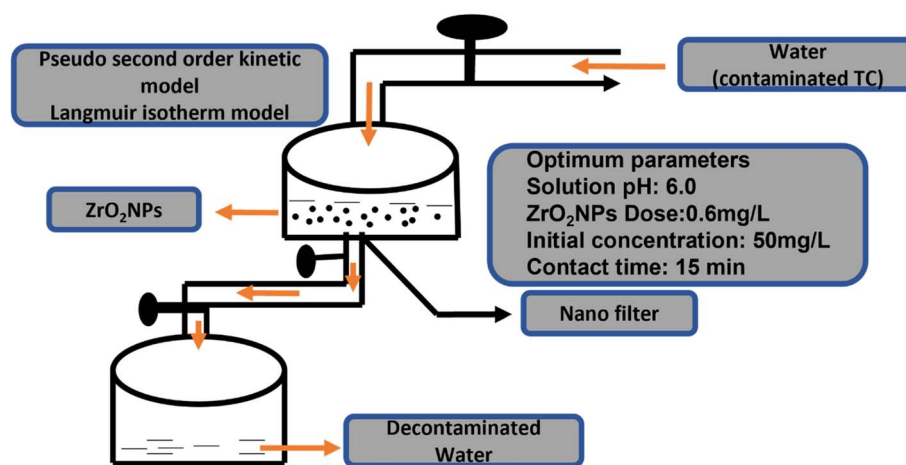 Pseudo second order kinetic
model
Langmuir isotherm model
Water
(contaminated TC)
ZrO₂NPs
Optimum parameters
Solution pH: 6.0
ZrO₂NPs Dose:0.6mg/L
Initial concentration: 50mg/L
Contact time: 15 min
Nano filter
Decontaminated
Water